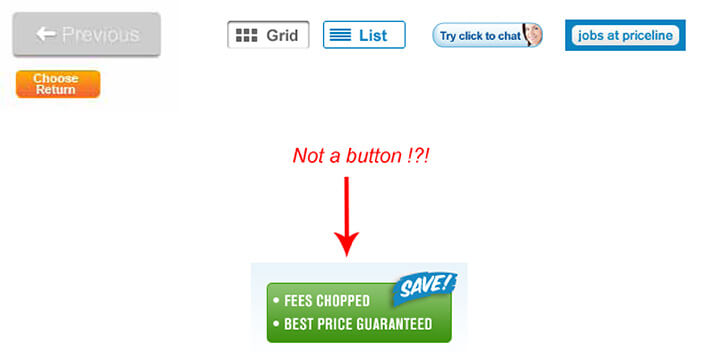 Previous
Grid
List
Try click to chat
jobs at priceline
Choose
Return
Not a button !?!
SAVE!
• FEES CHOPPED
• BEST PRICE GUARANTEED